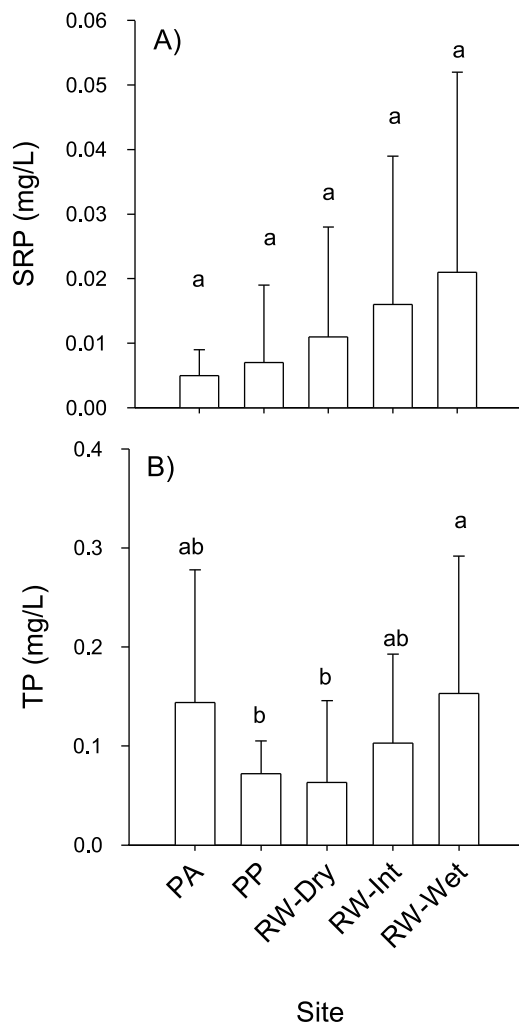 A)
SRP (mg/L)
0.06
0.05
0.04
0.03
0.02
0.01
0.00
a
a
a
a
a
B)
TP (mg/L)
0.4
0.3
0.2
0.1
0.0
ab
b
b
ab
a
PA
PP
RW-Dry
RW-Int
RW-Wet
Site